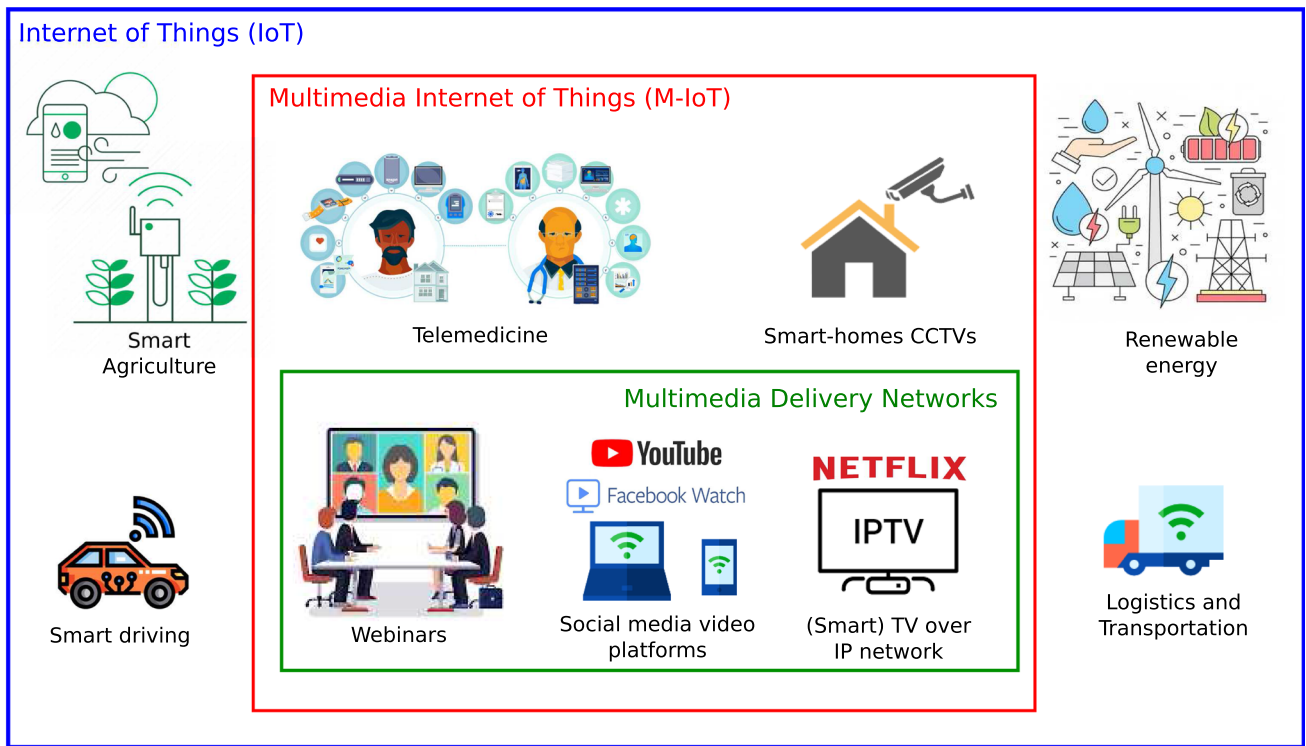 Internet of Things (IoT)
Multimedia Internet of Things (M-IoT)
Smart
Agriculture
Telemedicine
Smart-homes CCTVs
Renewable
energy
Multimedia Delivery Networks
YouTube
Facebook Watch
NETFLIX
IPTV
Smart driving
Webinars
Social media video
platforms
(Smart) TV over
IP network
Logistics and
Transportation